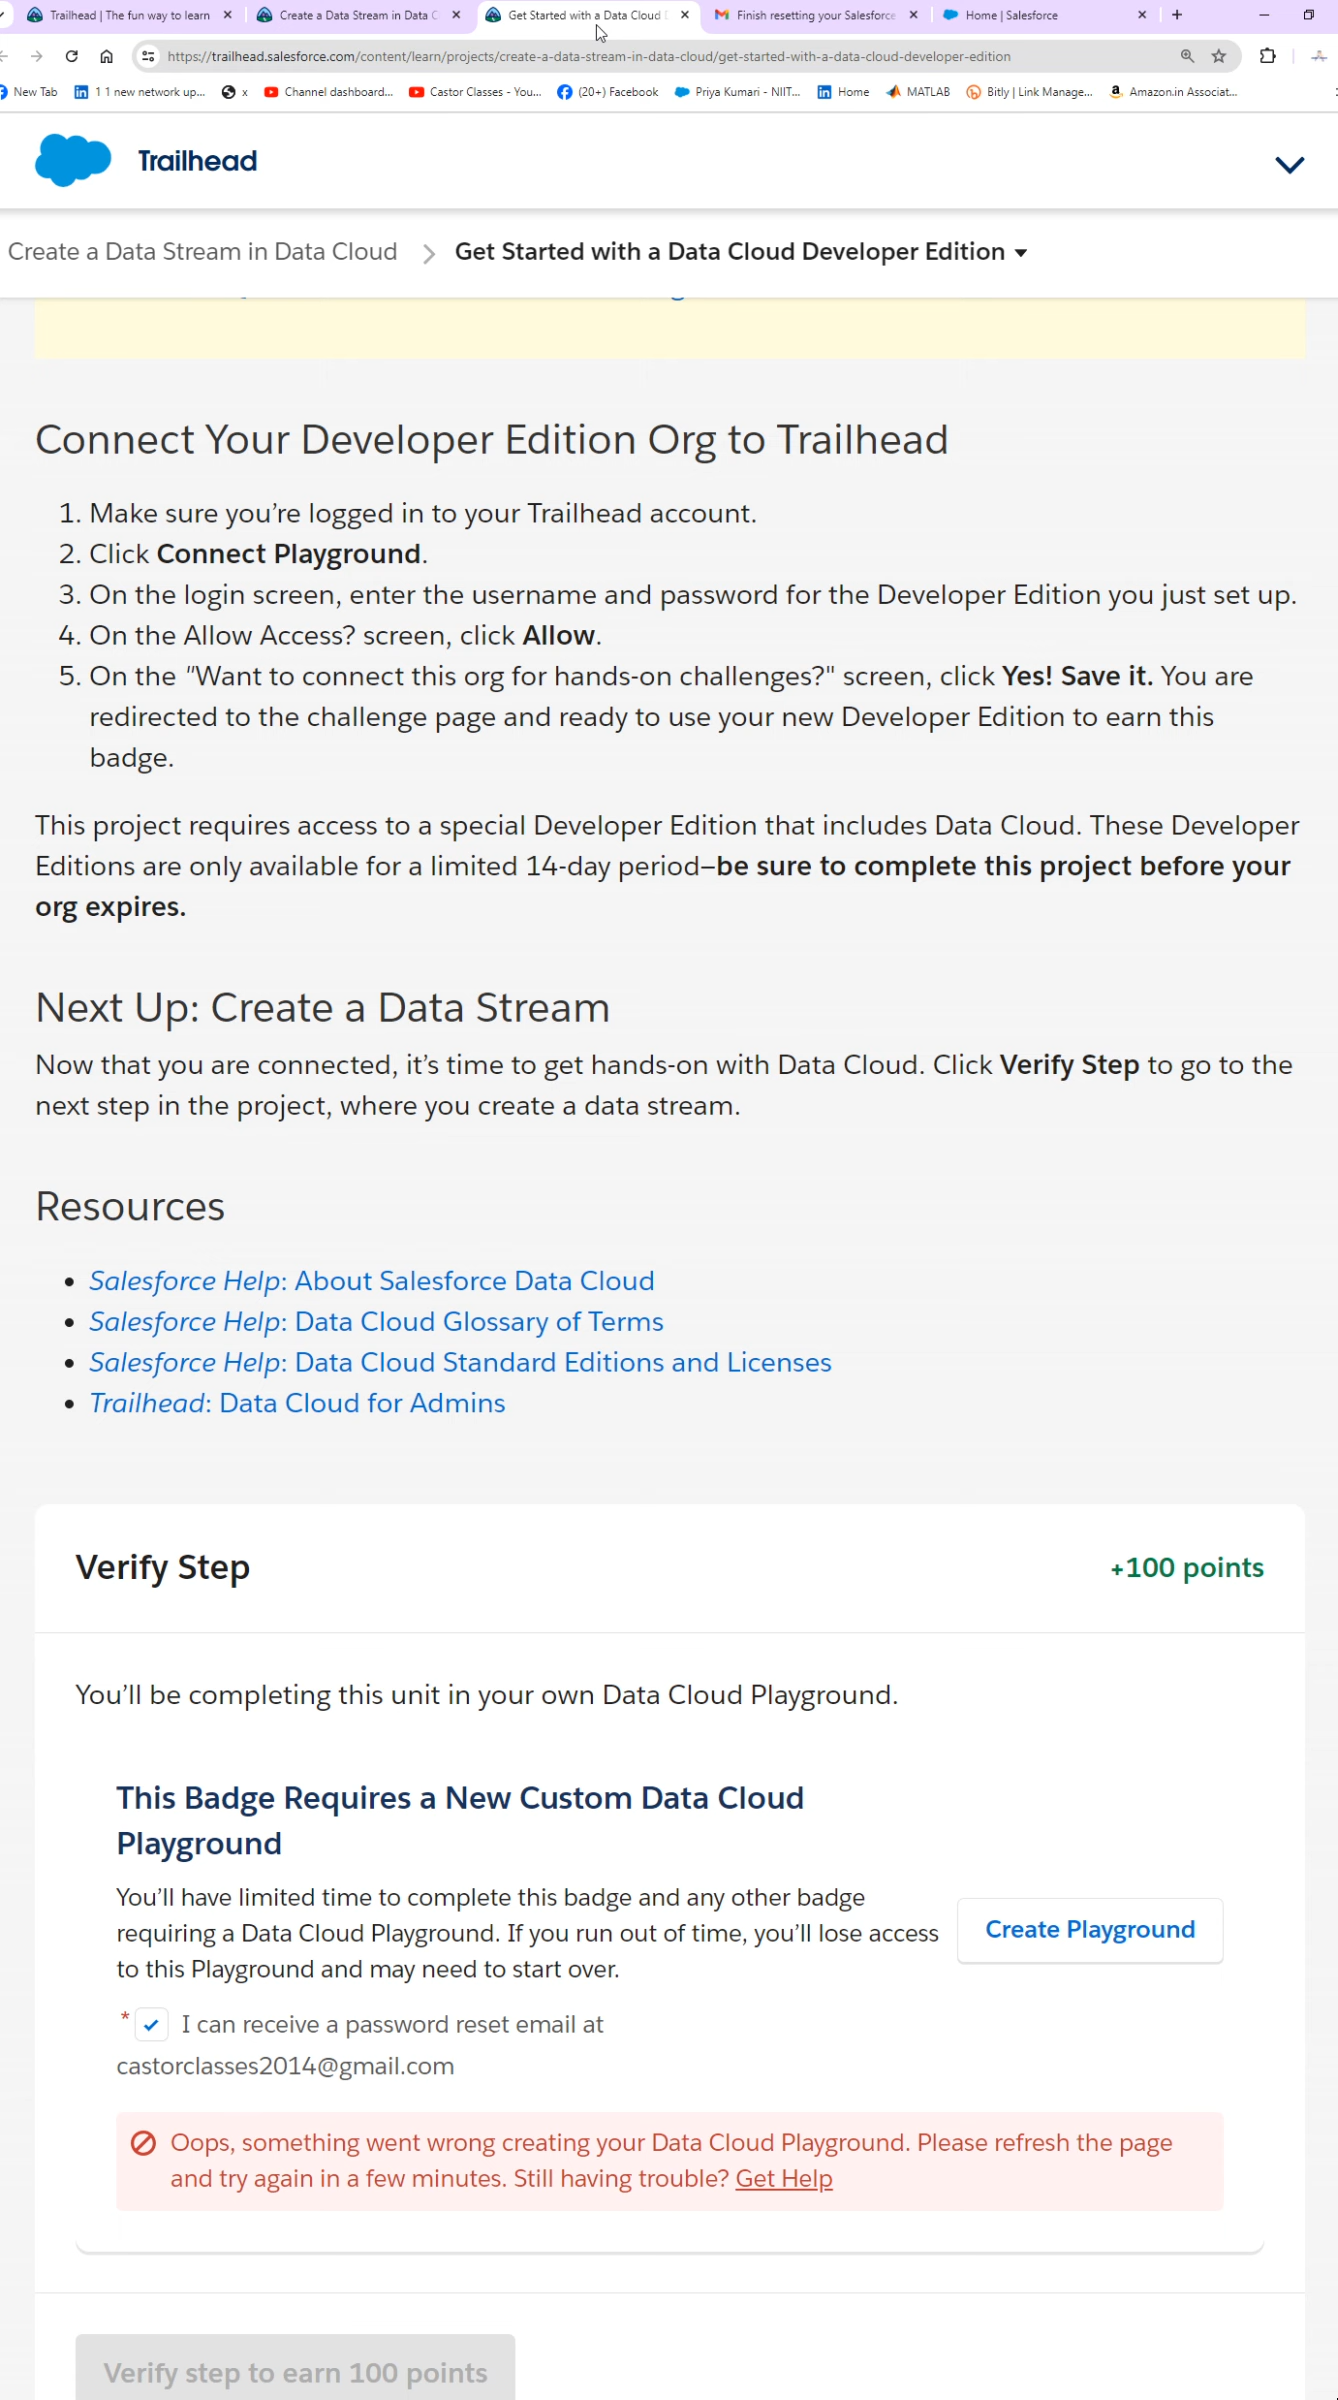 Trailhead | The fun way to learn
Create a Data Stream in Data C
Get Started with a Data Cloud
Finish resetting your Salesforce
Home | Salesforce
https://trailhead.salesforce.com/content/learn/projects/create-a-data-stream-in-data-cloud/get-started-with-a-data-cloud-developer-edition
New Tab
1 1 new network up...
x
Channel dashboard...
Castor Classes - You...
(20+) Facebook
Priya Kumari - NIIT...
Home
MATLAB
Bitly | Link Manage...
Amazon.in Associat...
Trailhead
Create a Data Stream in Data Cloud
Get Started with a Data Cloud Developer Edition
Connect Your Developer Edition Org to Trailhead
1. Make sure you’re logged in to your Trailhead account.
2. Click Connect Playground.
3. On the login screen, enter the username and password for the Developer Edition you just set up.
4. On the Allow Access? screen, click Allow.
5. On the "Want to connect this org for hands-on challenges?" screen, click Yes! Save it. You are
redirected to the challenge page and ready to use your new Developer Edition to earn this
badge.
This project requires access to a special Developer Edition that includes Data Cloud. These Developer
Editions are only available for a limited 14-day period—be sure to complete this project before your
org expires.
Next Up: Create a Data Stream
Now that you are connected, it’s time to get hands-on with Data Cloud. Click Verify Step to go to the
next step in the project, where you create a data stream.
Resources
Salesforce Help: About Salesforce Data Cloud
Salesforce Help: Data Cloud Glossary of Terms
Salesforce Help: Data Cloud Standard Editions and Licenses
Trailhead: Data Cloud for Admins
Verify Step
+100 points
You’ll be completing this unit in your own Data Cloud Playground.
This Badge Requires a New Custom Data Cloud
Playground
You’ll have limited time to complete this badge and any other badge
requiring a Data Cloud Playground. If you run out of time, you’ll lose access
to this Playground and may need to start over.
Create Playground
* I can receive a password reset email at
castorclasses2014@gmail.com
Oops, something went wrong creating your Data Cloud Playground. Please refresh the page
and try again in a few minutes. Still having trouble? Get Help
Verify step to earn 100 points